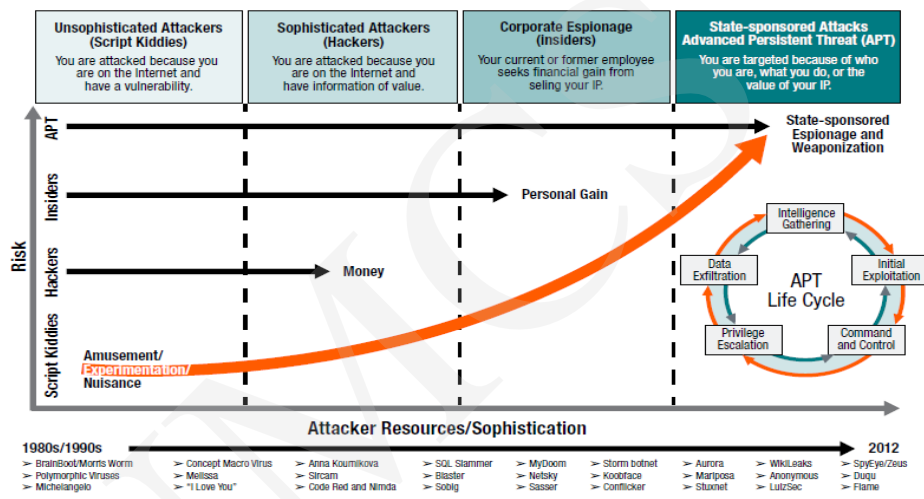 Unsophisticated Attackers
(Script Kiddies)
You are attacked because you
are on the Internet and
have a vulnerability.
Sophisticated Attackers
(Hackers)
You are attacked because you
are on the Internet and
have information of value.
Corporate Espionage
(Insiders)
Your current or former employee
seeks financial gain from
seling your IP.
State-sponsored Attacks
Advanced Persistent Threat (APT)
You are targeted because of who
you are, what you do, or the
value of your IP.
Risk
APT
Insiders
Hackers
Script Kiddies
State-sponsored
Espionage and
Weaponization
Personal Gain
Money
Amusement/
Experimentation/
Nuisance
Intelligence
Gathering
Initial
Exploitation
Command
and Control
Privilege
Escalation
Data
Exfiltration
APT
Life Cycle
Attacker Resources/Sophistication
1980s/1990s
2012
➢ BrainBoot/Morris Worm
➢ Polymorphic Viruses
➢ Michelangelo
➢ Concept Macro Virus
➢ Melissa
➢ "I Love You"
➢ Anna Kournikova
➢ Sircam
➢ Code Red and Nimda
➢ SQL Slammer
➢ Blaster
➢ Sobig
➢ MyDoom
➢ Netsky
➢ Sasser
➢ Storm botnet
➢ Koobface
➢ Conflicker
➢ Aurora
➢ Mariposa
➢ Stuxnet
➢ WikiLeaks
➢ Anonymous
➢ LulzSec
➢ SpyEye/Zeus
➢ Duqu
➢ Flame